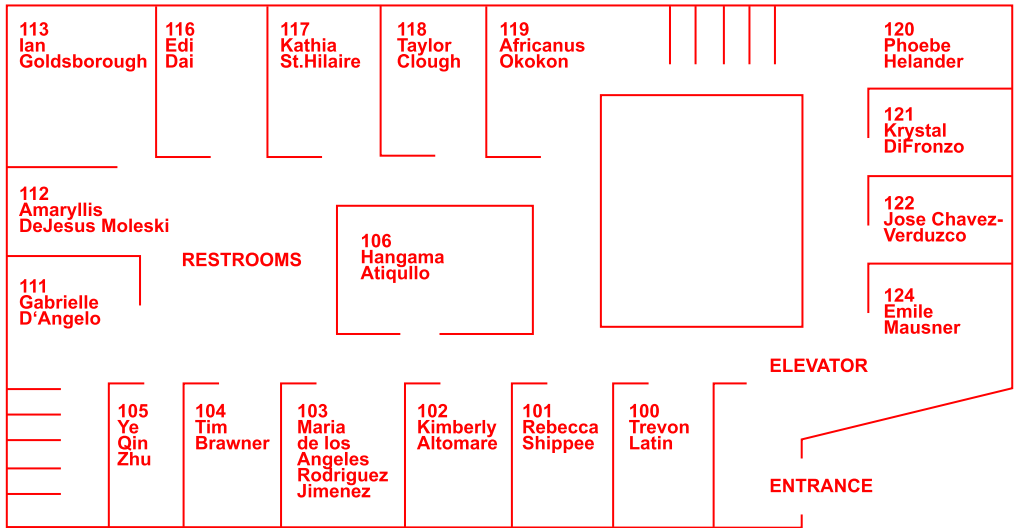 113
Ian
Goldsborough
116
Edi
Dai
117
Kathia
St.Hilaire
118
Taylor
Clough
119
Africanus
Okokon
120
Phoebe
Helander
121
Krystal
DiFronzo
112
Amaryllis
DeJesus Moleski
122
Jose Chavez-
Verduzco
RESTROOMS
106
Hangama
Atiqullo
111
Gabrielle
D‘Angelo
124
Emile
Mausner
ELEVATOR
105
Ye
Qin
Zhu
104
Tim
Brawner
103
Maria
de los
Angeles
Rodriguez
Jimenez
102
Kimberly
Altomare
101
Rebecca
Shippee
100
Trevon
Latin
ENTRANCE